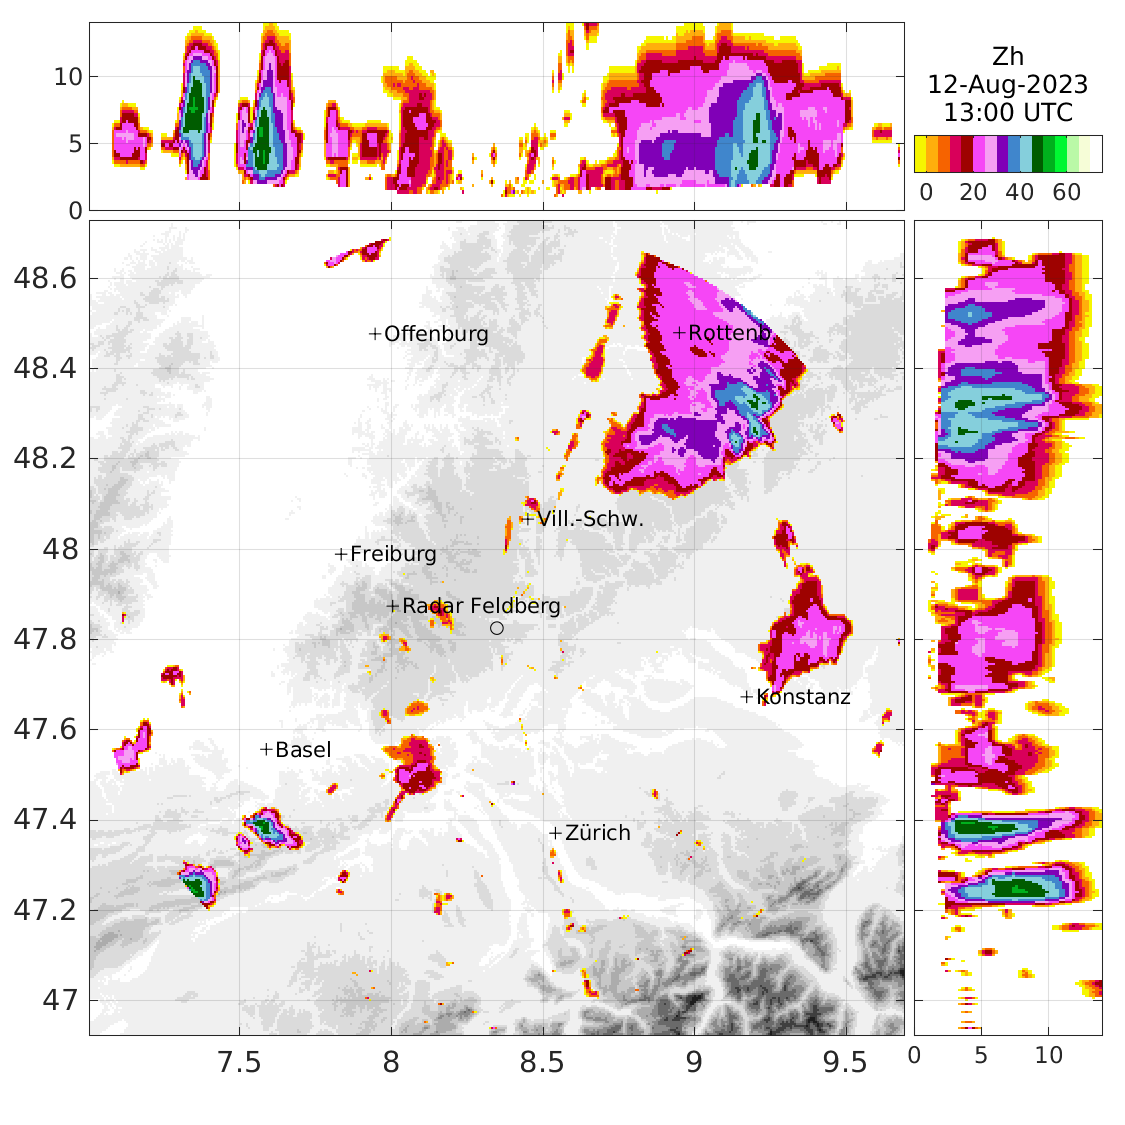 Zh
12-Aug-2023
13:00 UTC
0 20 40 60
10
5
0
48.6
48.4
48.2
48
47.8
47.6
47.4
47.2
47
+Offenburg
+Rottenb
+Vill.-Schw.
+Freiburg
+Radar Feldberg
+Konstanz
+Basel
+Zürich
7.5 8 8.5 9 9.5
0 5 10